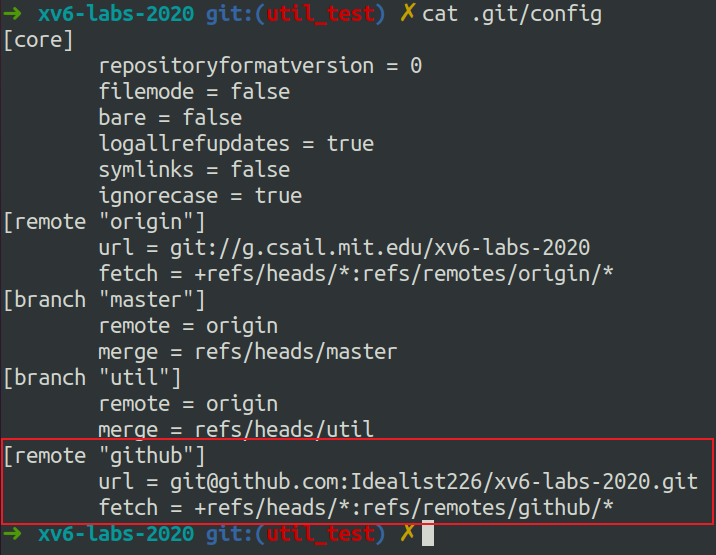 ➜ xv6-labs-2020 git:(util_test) ✗ cat .git/config
[core]
        repositoryformatversion = 0
        filemode = false
        bare = false
        logallrefupdates = true
        symlinks = false
        ignorecase = true
[remote "origin"]
        url = git://g.csail.mit.edu/xv6-labs-2020
        fetch = +refs/heads/*:refs/remotes/origin/*
[branch "master"]
        remote = origin
        merge = refs/heads/master
[branch "util"]
        remote = origin
        merge = refs/heads/util
[remote "github"]
        url = git@github.com:Idealist226/xv6-labs-2020.git
        fetch = +refs/heads/*:refs/remotes/github/*
➜ xv6-labs-2020 git:(util_test) ✗